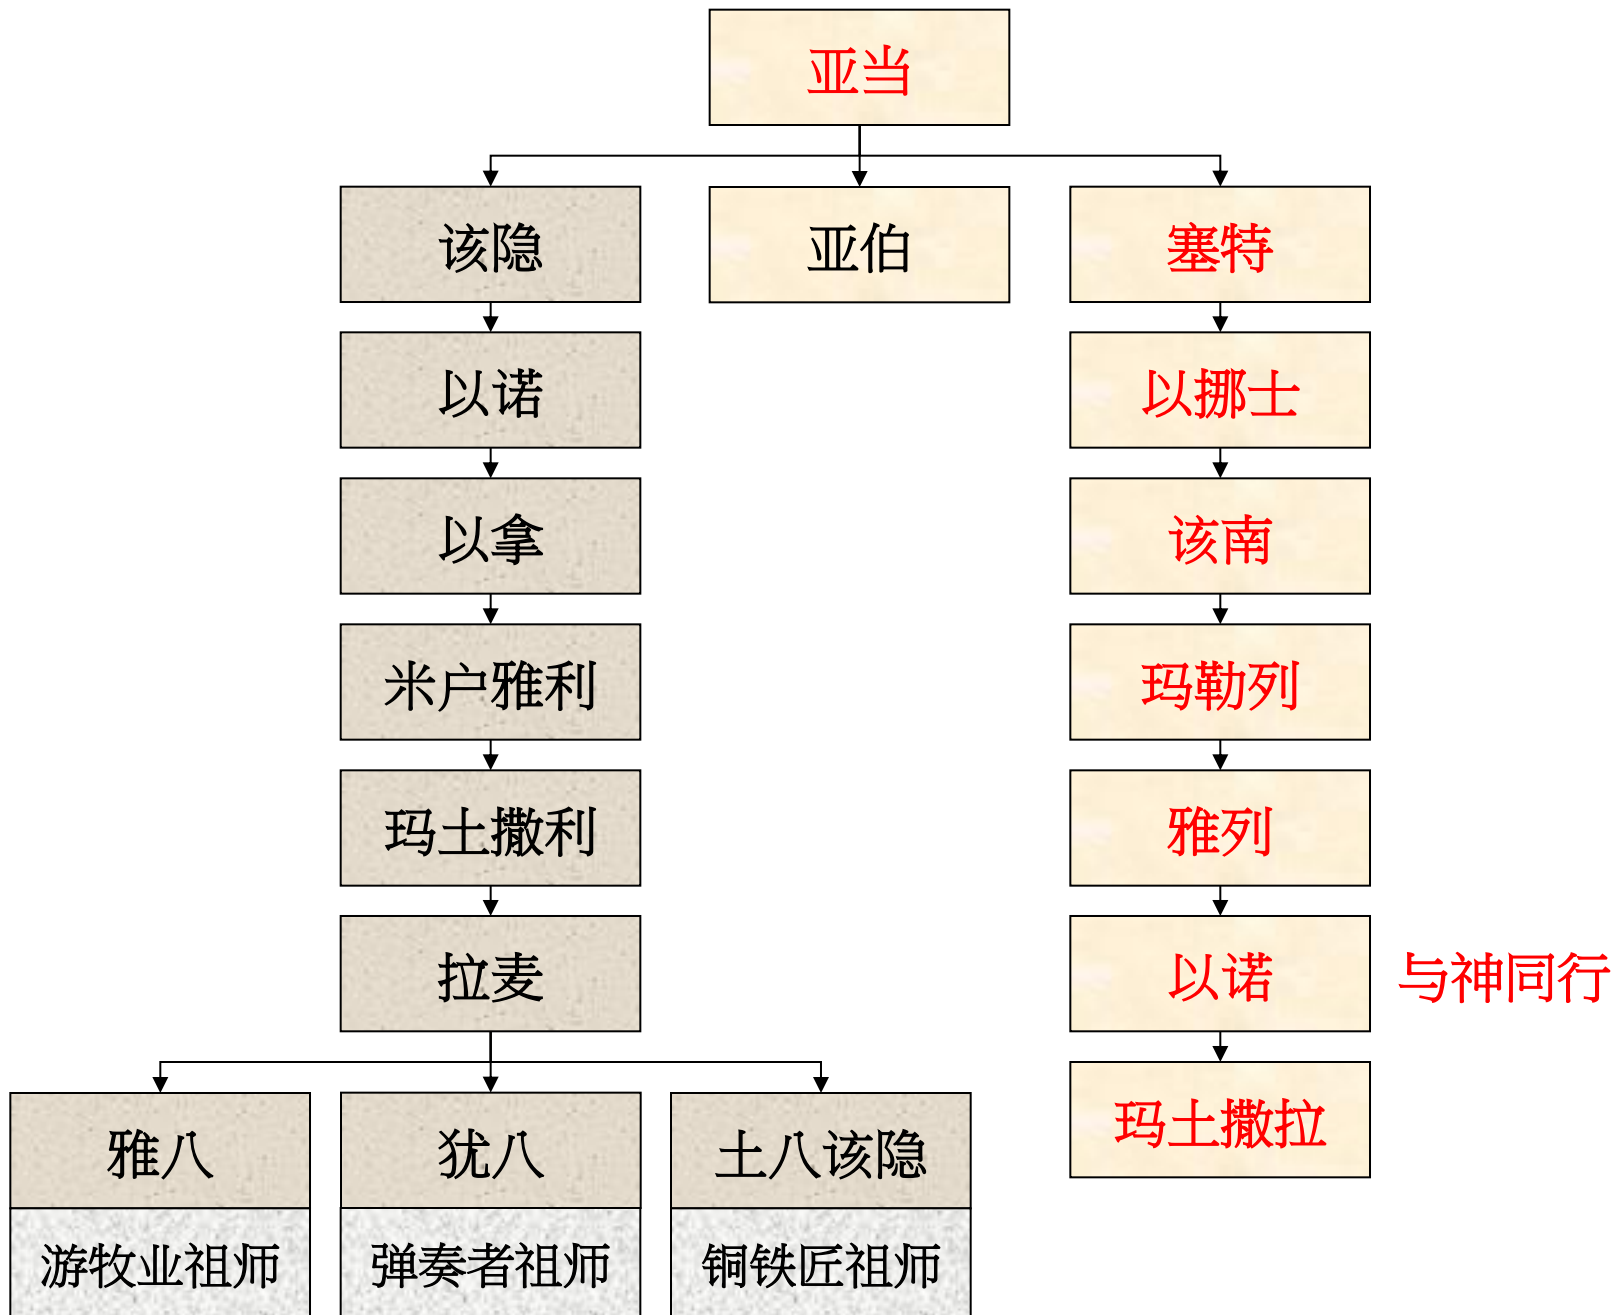 亚当
该隐
亚伯
塞特
以诺
以挪士
以拿
该南
米户雅利
玛勒列
玛土撒利
雅列
拉麦
以诺
与神同行
玛土撒拉
雅八
犹八
土八该隐
游牧业祖师
弹奏者祖师
铜铁匠祖师